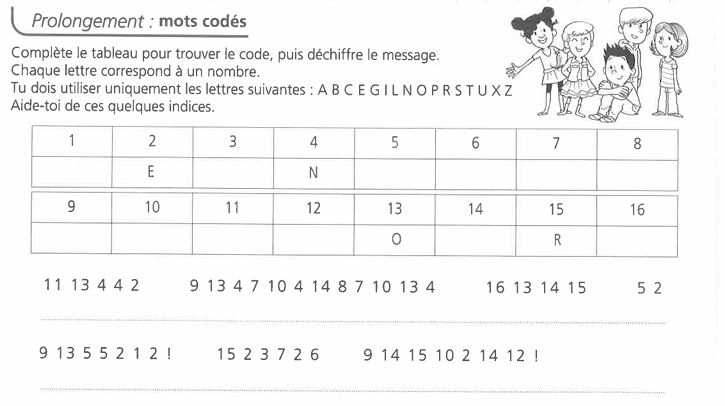 Prolongement : mots codés
Complète le tableau pour trouver le code, puis déchiffre le message.
Chaque lettre correspond à un nombre.
Tu dois utiliser uniquement les lettres suivantes : A B C E G I L N O P R S T U X Z
Aide-toi de ces quelques indices.
1 2 3 4 5 6 7 8
E N
9 10 11 12 13 14 15 16
O R
11 13 4 4 2 9 13 4 7 10 4 14 8 7 10 13 4 16 13 14 15 5 2
9 13 5 5 2 1 2 ! 15 2 3 7 2 6 9 14 15 10 2 14 12 !